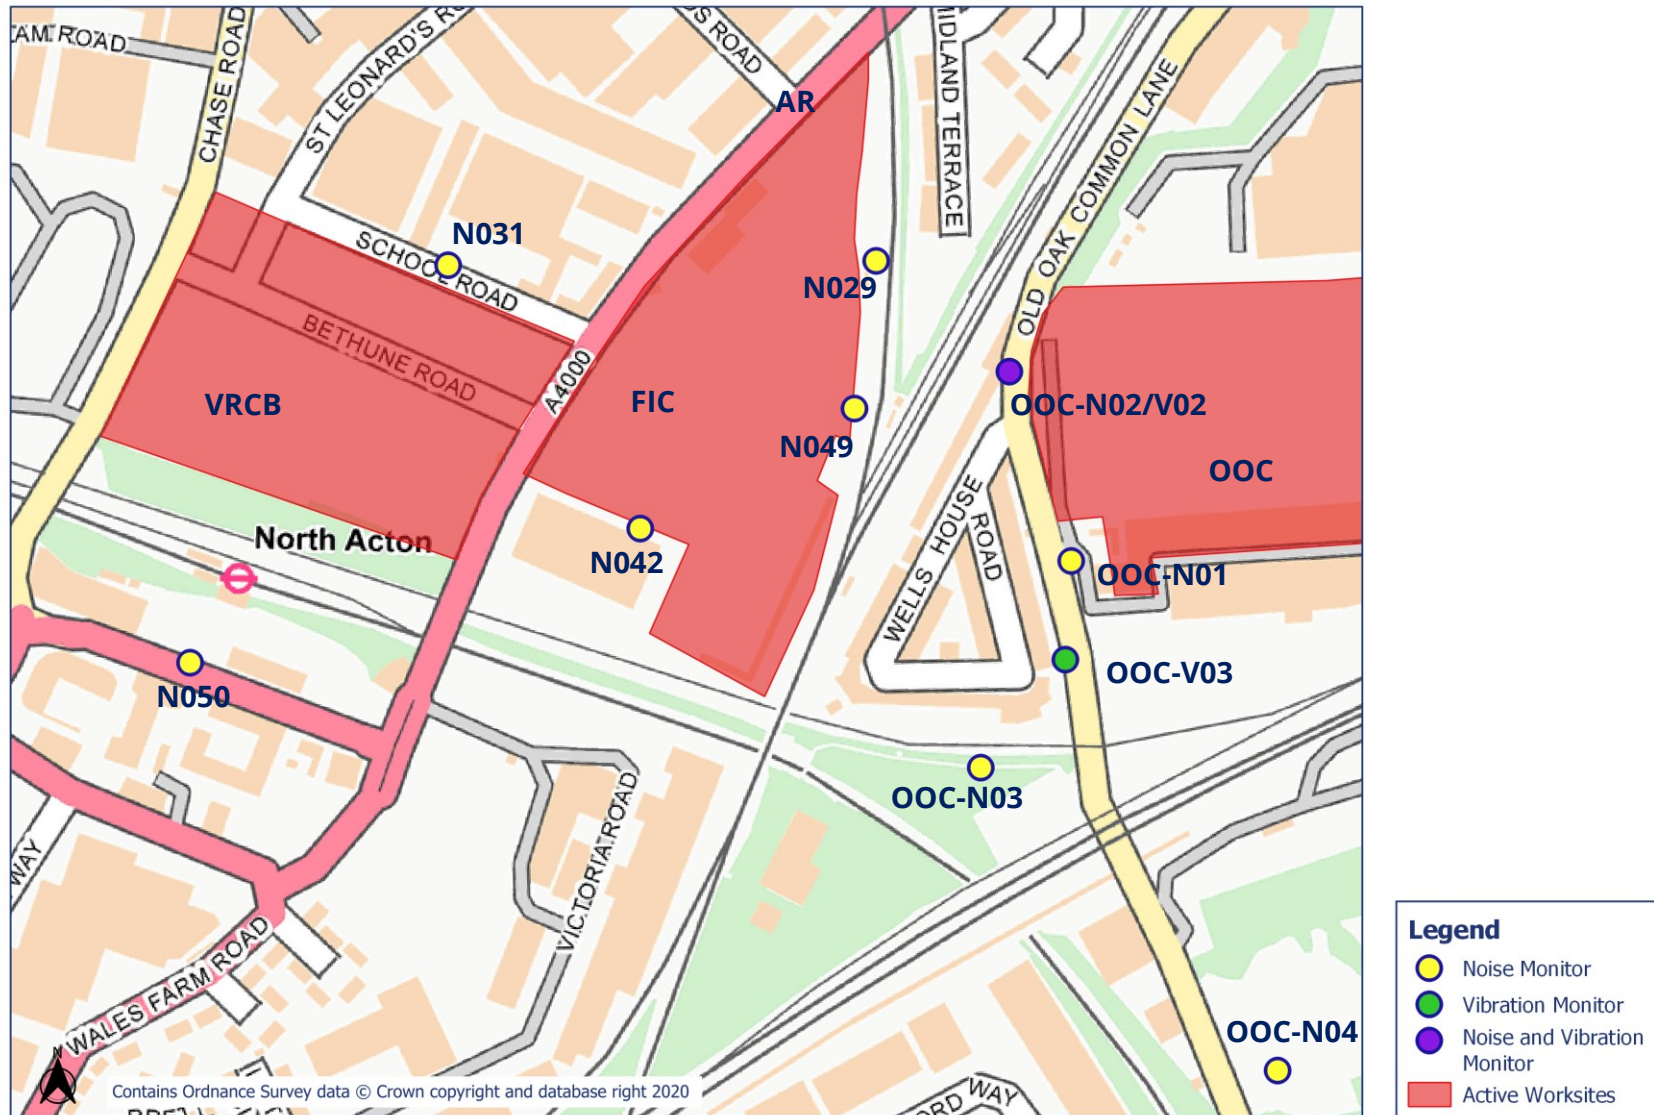 AM ROAD
CHASE ROAD
ST LEONARD'S
ROAD
MIDLAND TERRACE
OLD OAK COMMON LANE
AR
N031
SCHOOL ROAD
N029
BETHUNE ROAD
A4000
VRCB
FIC
OOC-N02/V02
N049
OOC
WELLS HOUSE
ROAD
North Acton
N042
OOC-N01
N050
OOC-V03
OOC-N03
VICTORIA ROAD
WAY
WALES FARM ROAD
OOC-N04
N
WAY
Contains Ordnance Survey data © Crown copyright and database right 2020
Legend
Noise Monitor
Vibration Monitor
Noise and Vibration
Monitor
Active Worksites